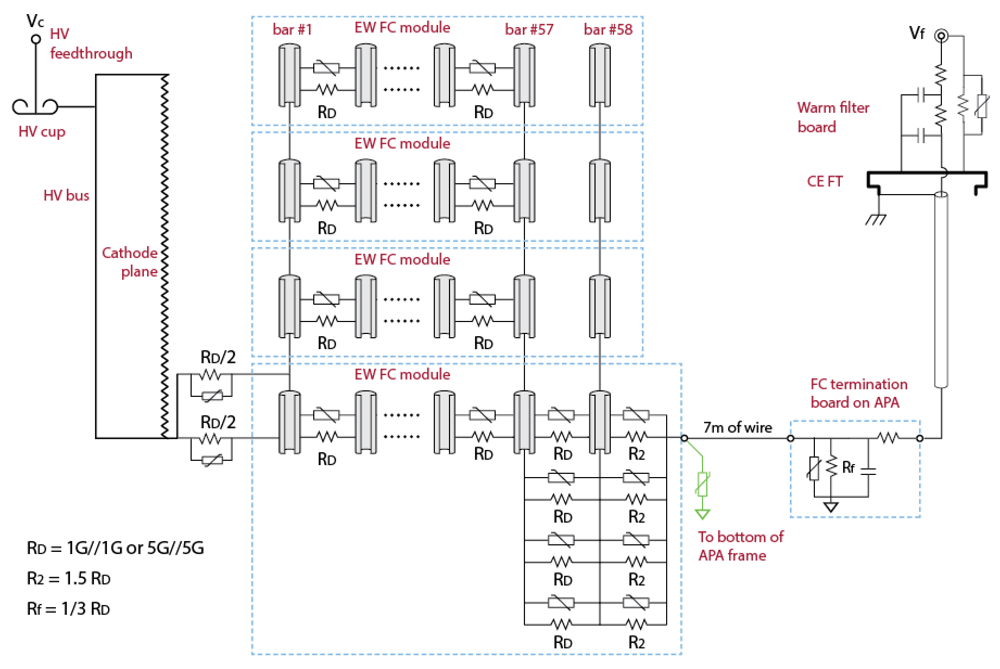 Vc
HV
feedthrough
HV cup
HV bus
Cathode
plane
bar #1
EW FC module
bar #57
bar #58
RD
RD
EW FC module
RD
RD
EW FC module
RD
RD
RD/2
RD/2
EW FC module
RD
RD
RD
R2
RD
R2
RD
R2
RD
R2
Vf
Warm filter
board
CE FT
FC termination
board on APA
7m of wire
Rf
To bottom of
APA frame
RD = 1G//1G or 5G//5G
R2 = 1.5 RD
Rf = 1/3 RD